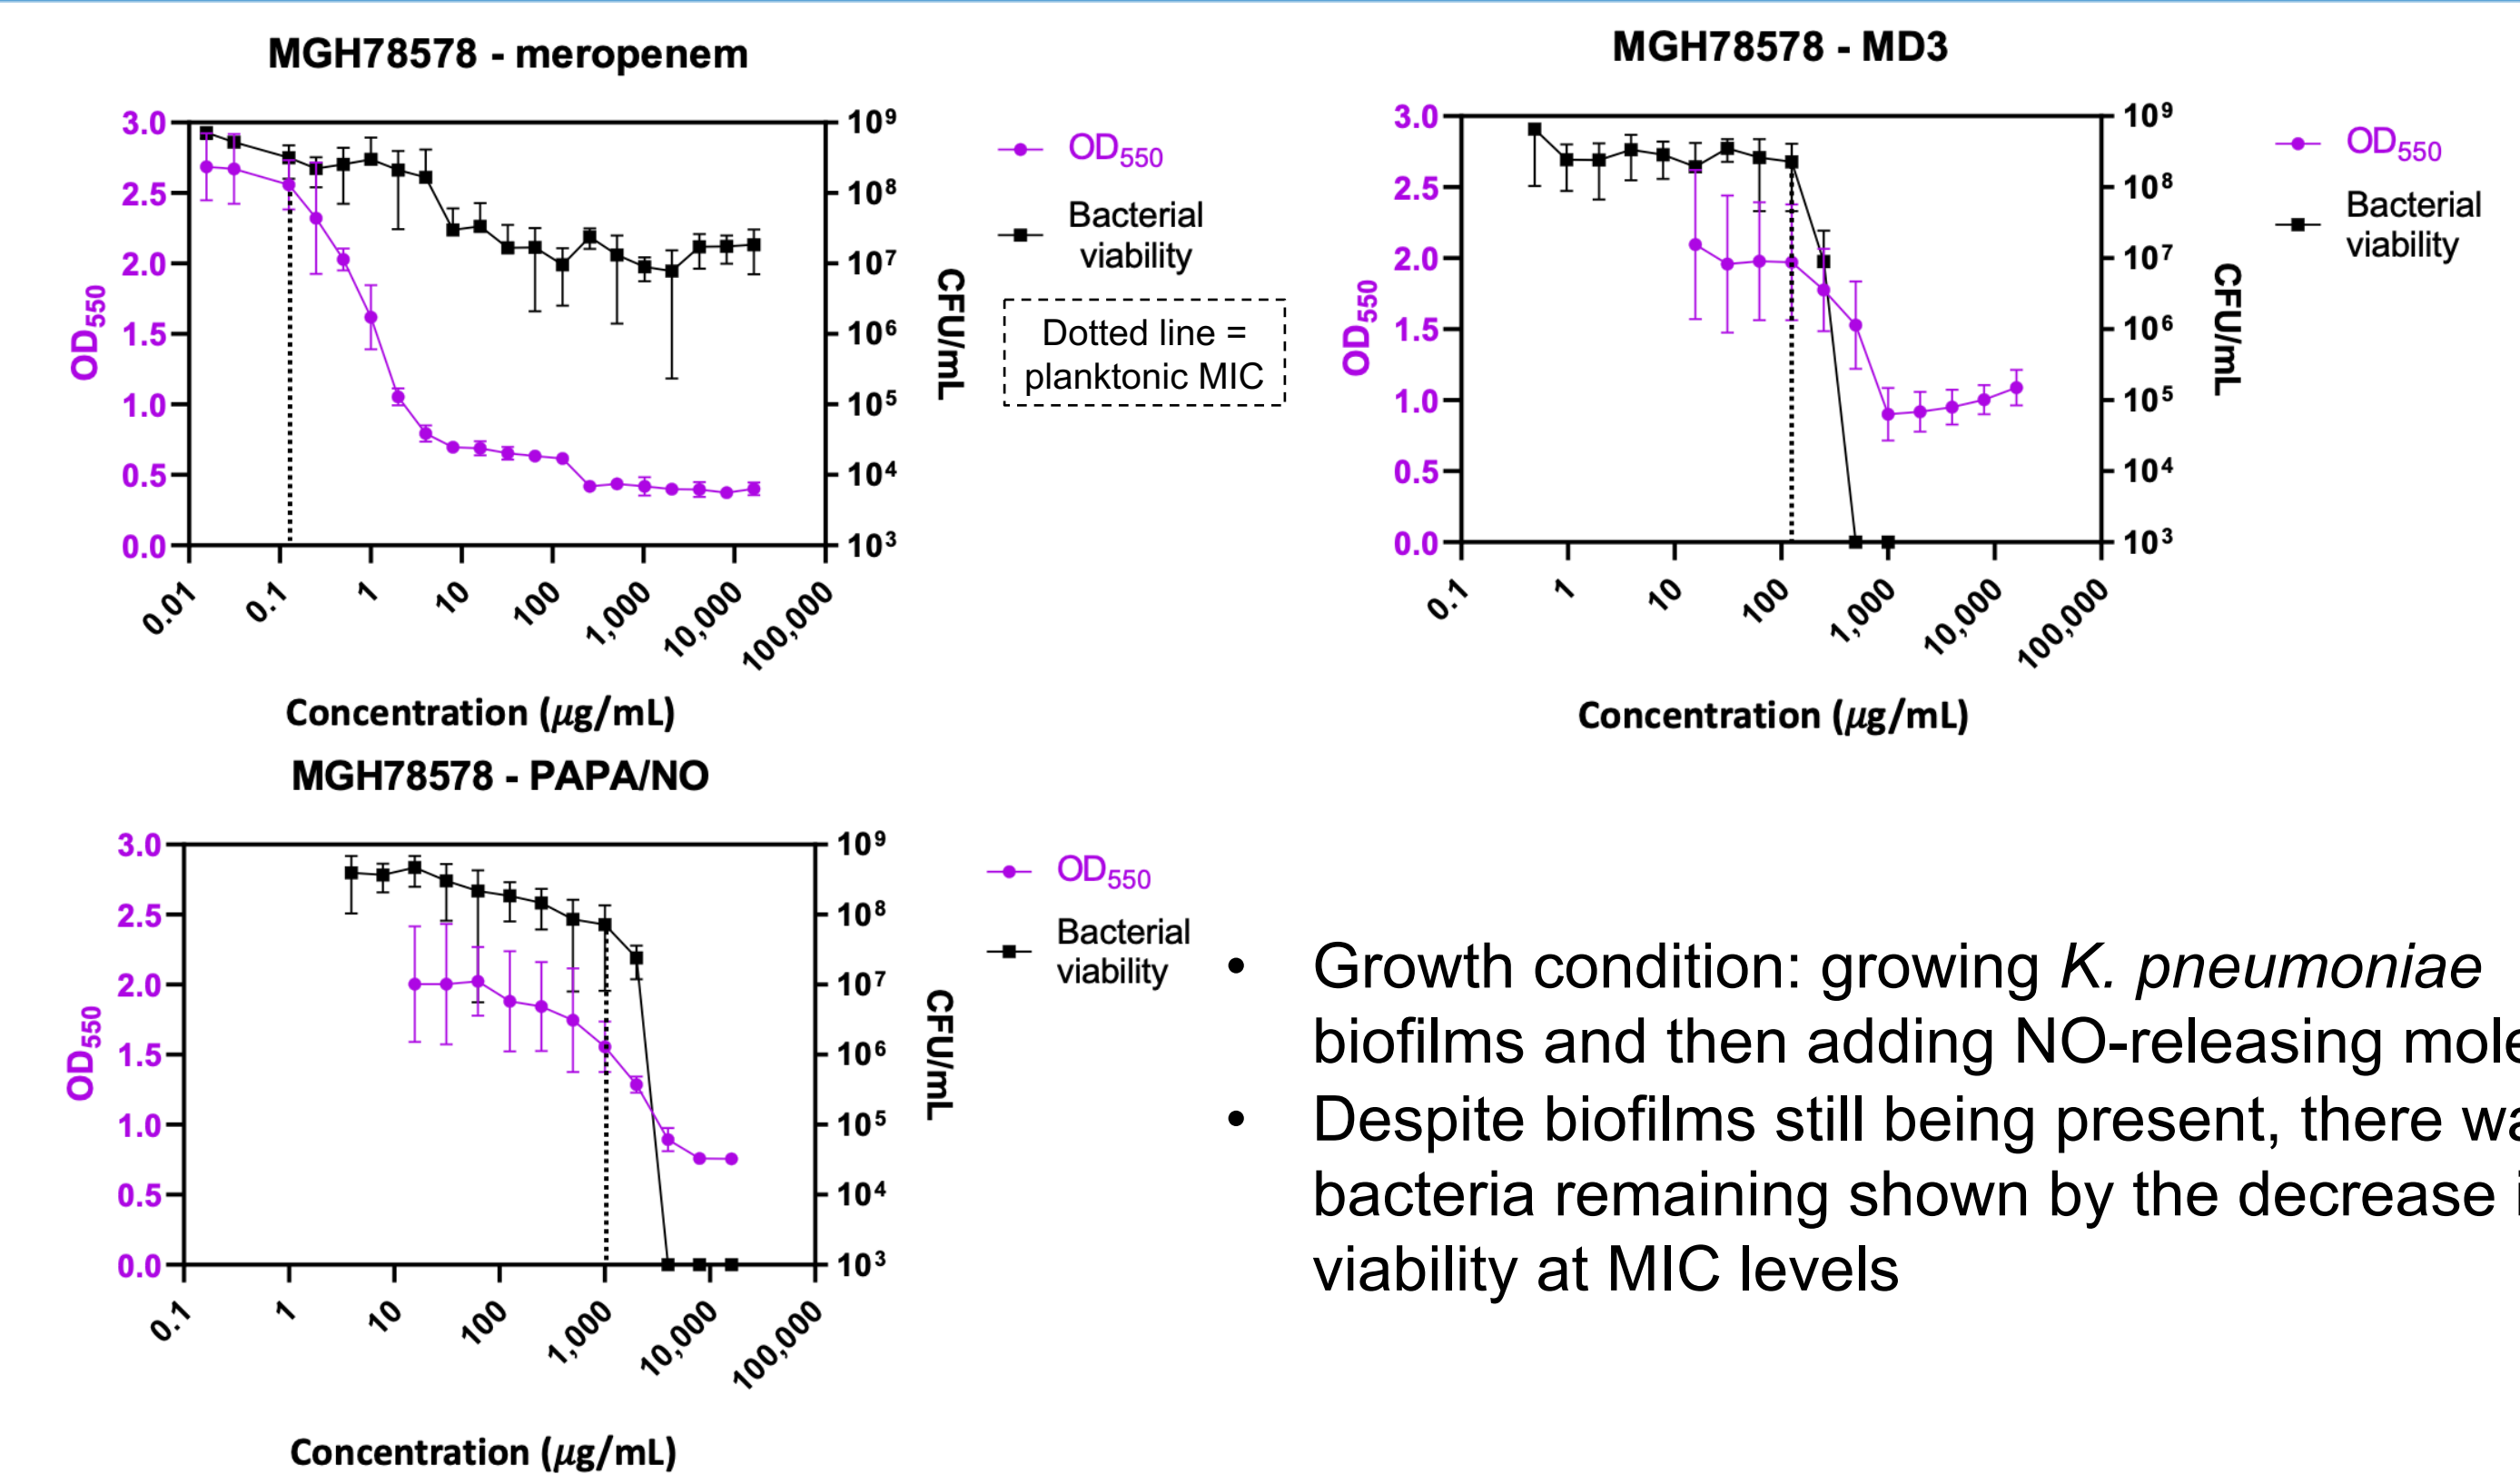 MGH78578 - meropenem
3.0
2.5
2.0
1.5
1.0
0.5
0.0
OD550
10⁹
10⁸
10⁷
10⁶
10⁵
10⁴
10³
CFU/mL
0.01
0.1
1
10
100
1,000
10,000
100,000
Concentration (μg/mL)
OD550
Bacterial
viability
Dotted line =
planktonic MIC
MGH78578 - MD3
3.0
2.5
2.0
1.5
1.0
0.5
0.0
OD550
10⁹
10⁸
10⁷
10⁶
10⁵
10⁴
10³
CFU/mL
0.1
1
10
100
1,000
10,000
100,000
Concentration (μg/mL)
OD550
Bacterial
viability
MGH78578 - PAPA/NO
3.0
2.5
2.0
1.5
1.0
0.5
0.0
OD550
10⁹
10⁸
10⁷
10⁶
10⁵
10⁴
10³
CFU/mL
0.1
1
10
100
1,000
10,000
100,000
Concentration (μg/mL)
OD550
Bacterial
viability
• Growth condition: growing K. pneumoniae
biofilms and then adding NO-releasing
• Despite biofilms still being present, there
bacteria remaining shown by the decrease
viability at MIC levels